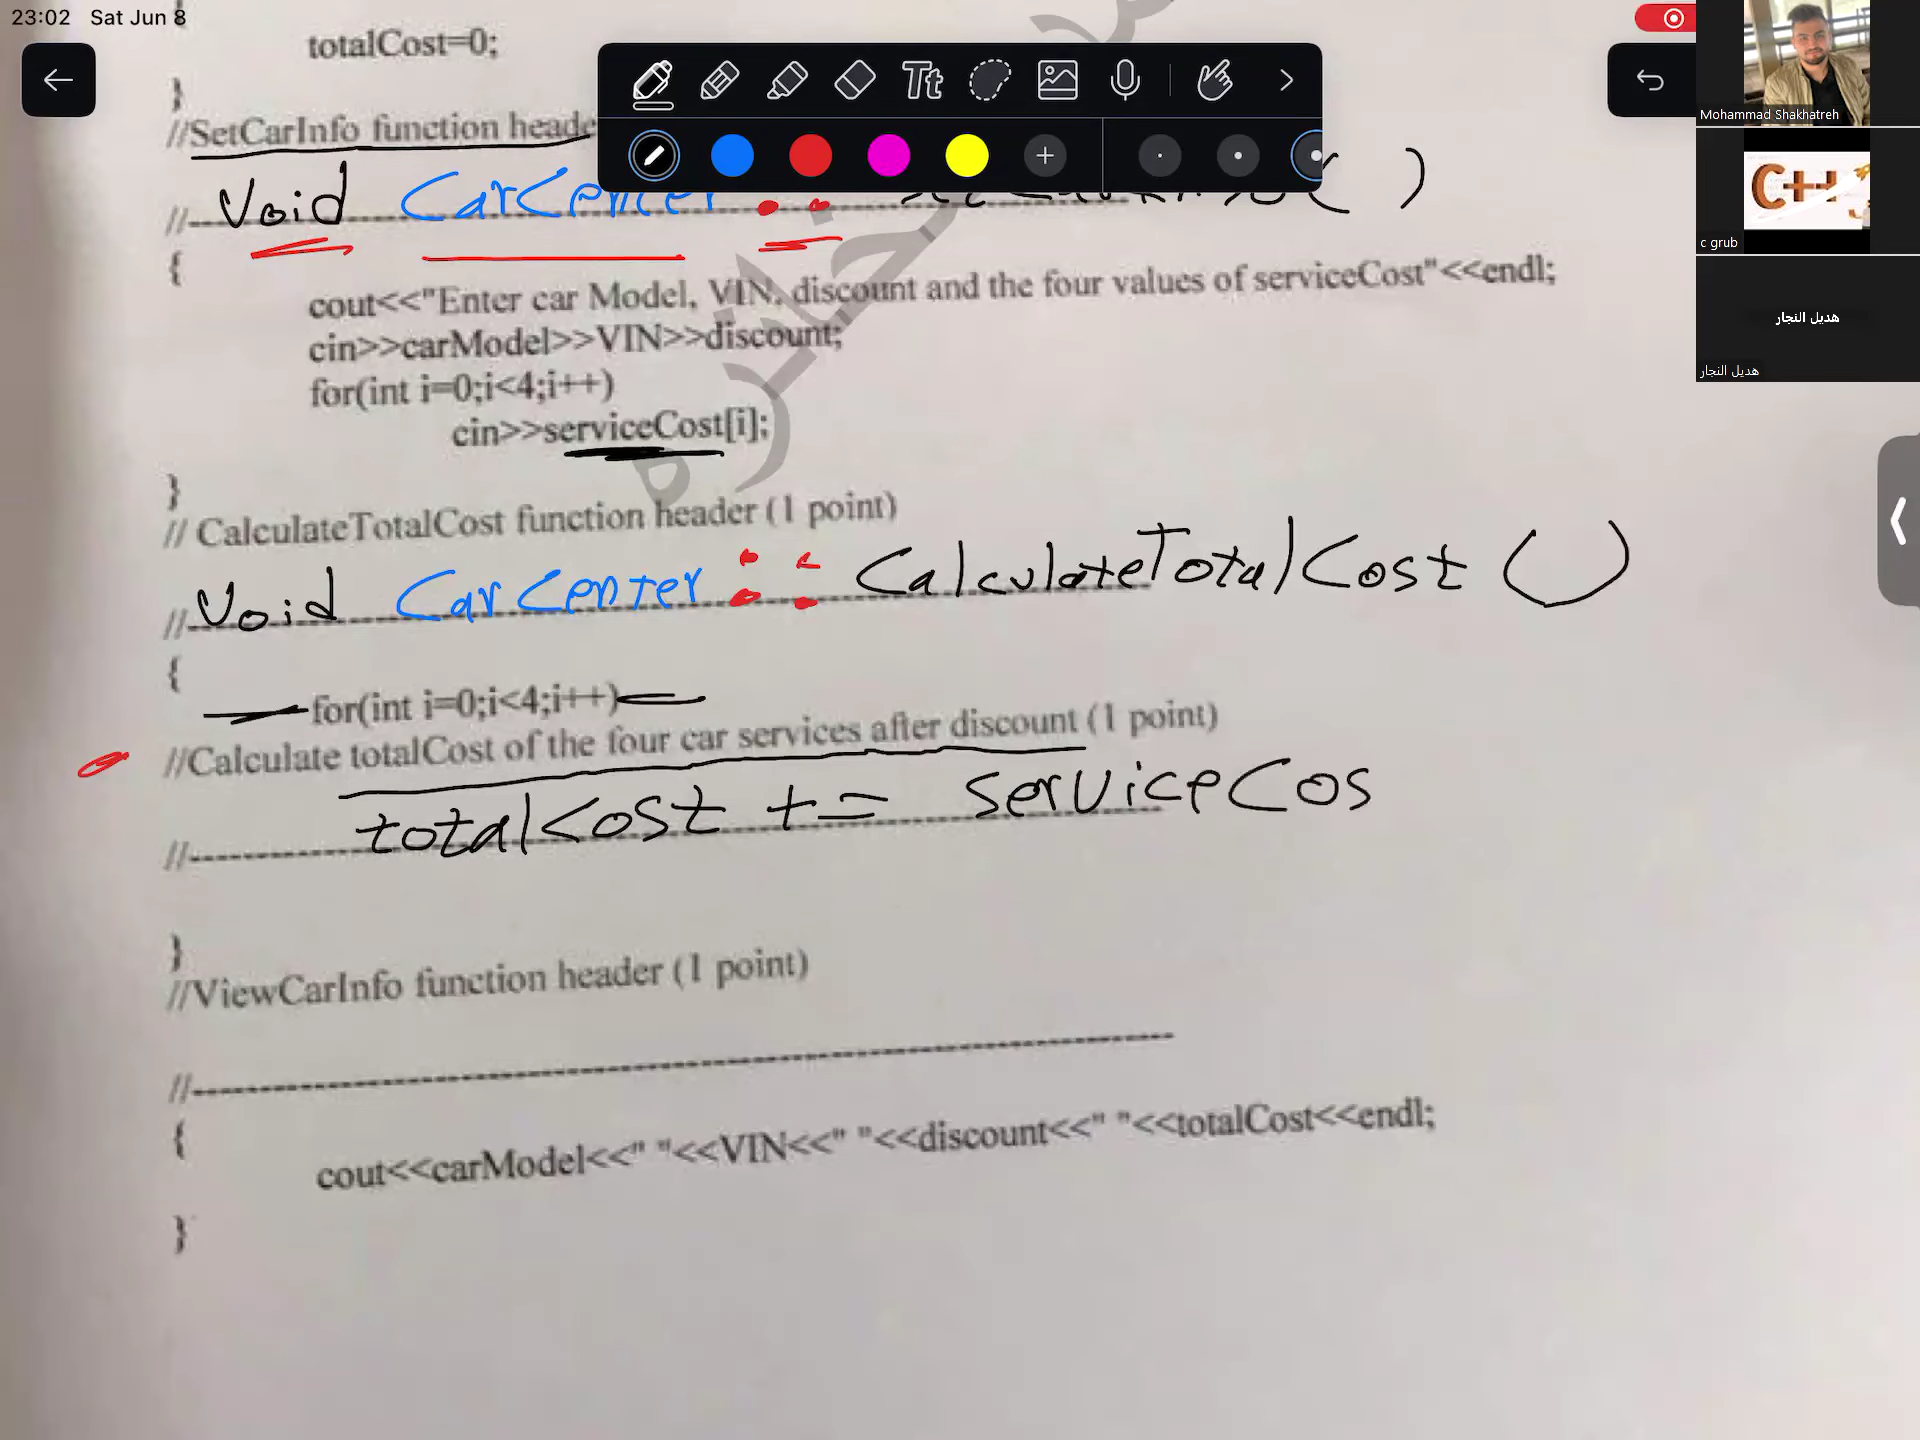 23:02 Sat Jun 8
totalCost=0;
}
//SetCarInfo function heade
Tt
Mohammad Shakhatreh
// void CarCenter ::
()
C++
c grub
{
cout<<"Enter car Model, VIN, discount and the four values of serviceCost"<<endl;
هديل النجار
cin>>carModel>>VIN>>discount;
هديل النجار
for(int i=0;i<4;i++)
cin>>serviceCost[i];
}
// CalculateTotalCost function header (1 point)
// void CarCenter :: CalculateTotalCost ()
{
for(int i=0;i<4;i++)
//Calculate totalCost of the four car services after discount (1 point)
// totalCost += serviceCos
}
//ViewCarInfo function header (1 point)
//--------------------
{
cout<<carModel<<" "<<VIN<<" "<<discount<<" "<<totalCost<<endl;
}